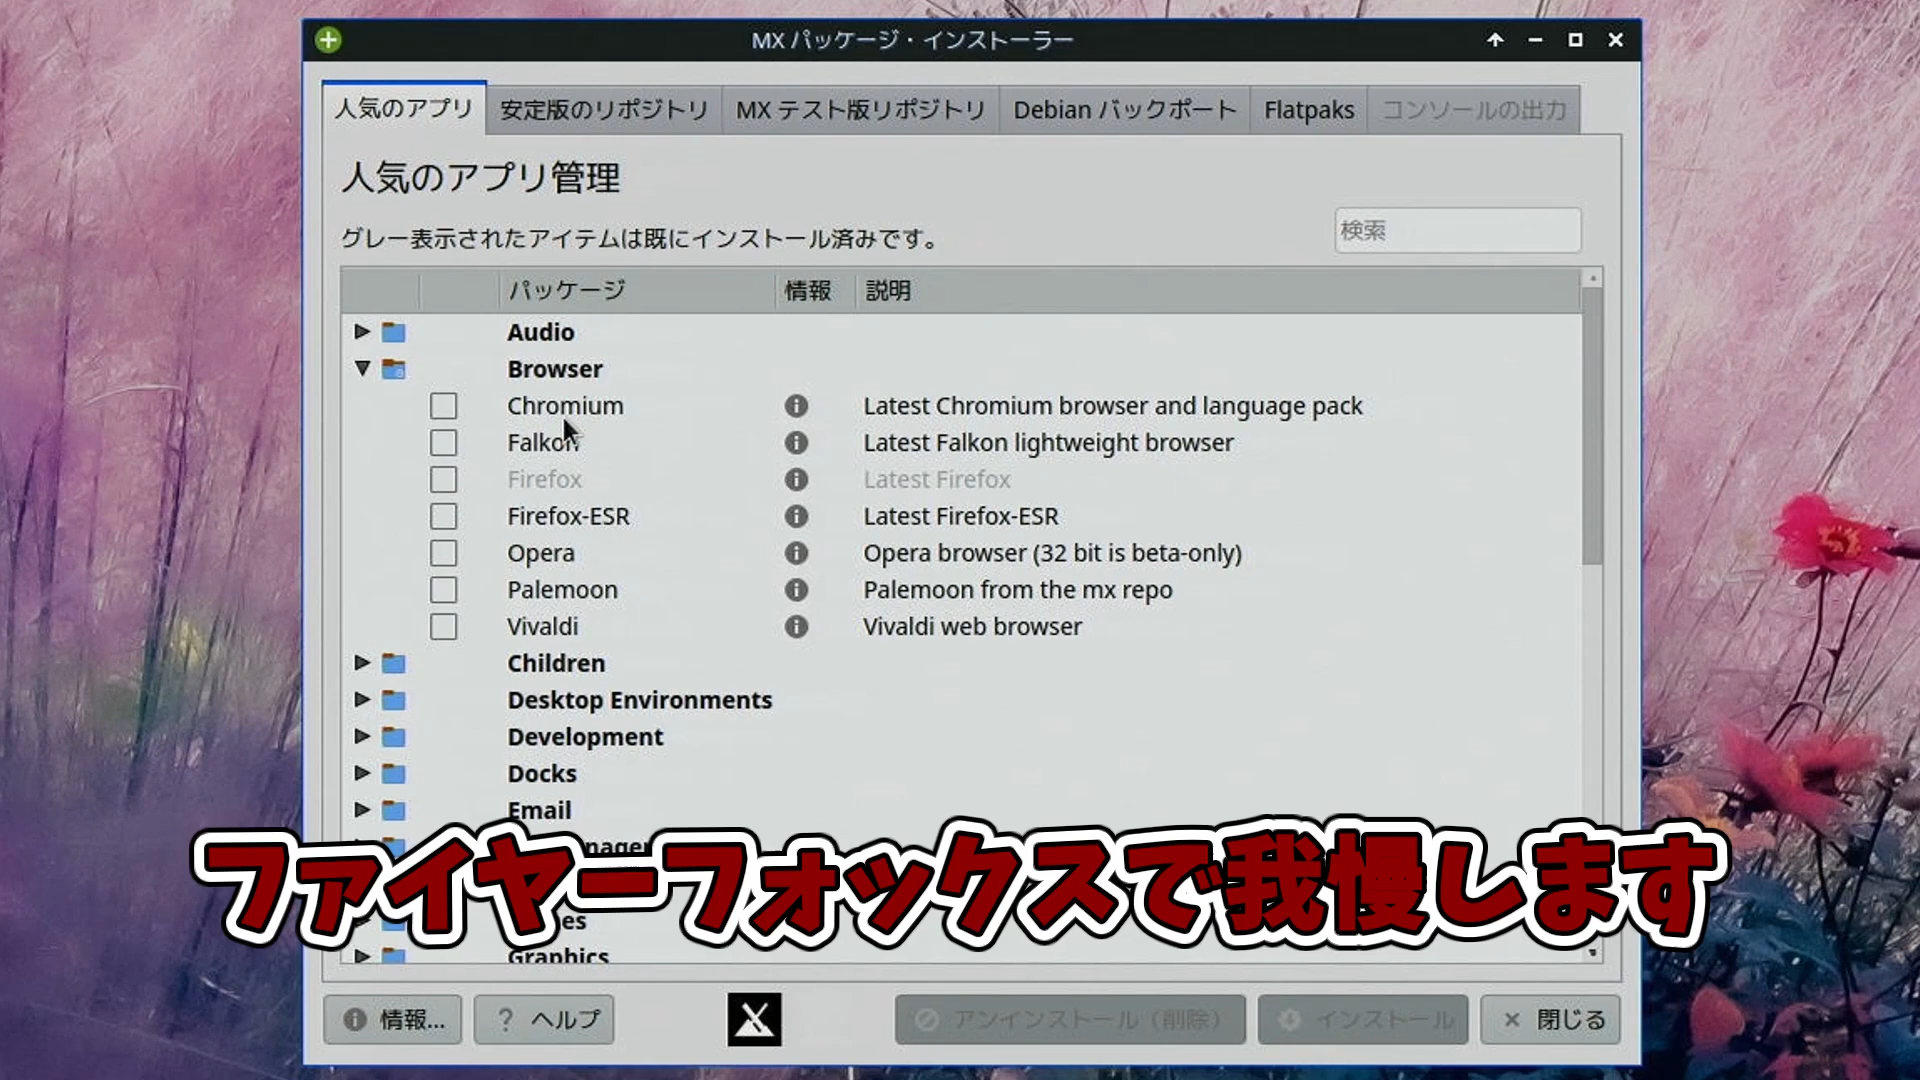 MX パッケージ・インストーラー
人気のアプリ 安定版のリポジトリ MX テスト版リポジトリ Debian バックポート Flatpaks コンソールの出力
人気のアプリ管理
グレー表示されたアイテムは既にインストール済みです。 検索
パッケージ 情報 説明
Audio
Browser
Chromium Latest Chromium browser and language pack
Falkon Latest Falkon lightweight browser
Firefox Latest Firefox
Firefox-ESR Latest Firefox-ESR
Opera Opera browser (32 bit is beta-only)
Palemoon Palemoon from the mx repo
Vivaldi Vivaldi web browser
Children
Desktop Environments
Development
Docks
Email
ファイヤーフォックスで我慢します
Graphics
情報... ? ヘルプ アンインストール（削除） インストール 閉じる